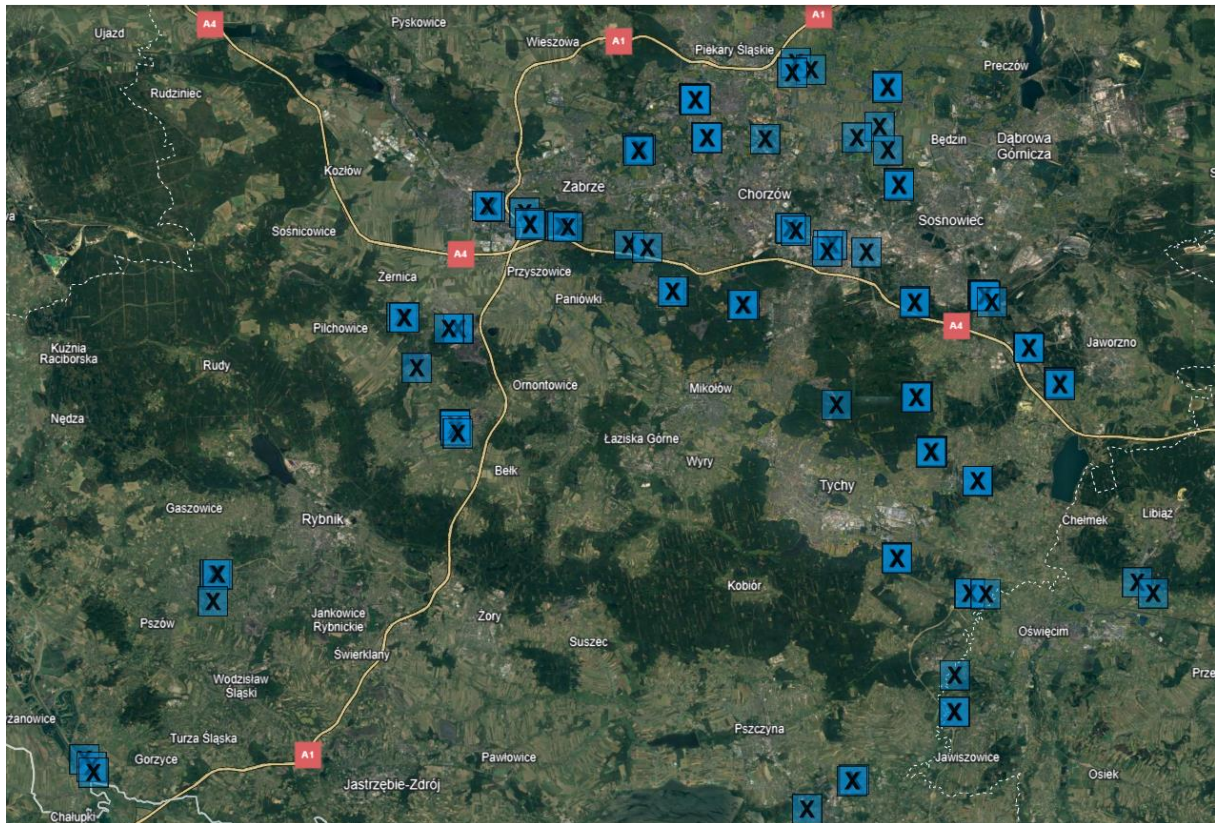 A4
Pyskowice
A1
Ujazd
Wieszowa
A1
Piekary Śląskie
Preczów
Rudziniec
X
X
X
X
X
X
X
X
X
X
Będzin
Dąbrowa
Górnicza
X
Kozłów
Zabrze
Chorzów
X
Sosnowiec
X
X
X
Sośnicowice
X
X
X
X
X
X
A4
Przyszowice
Żernica
Paniówki
X
X
X
X
X
Pilchowice
X
X
A4
Jaworzno
Kuźnia
Raciborska
X
Rudy
X
Ornontowice
Mikołów
X
X
X
Nędza
X
Łaziska Górne
Wyry
X
Bełk
Tychy
X
Gaszowice
Rybnik
Chełmek
Libiąż
X
X
Kobiór
X
X
X
X
X
Pszów
Jankowice
Rybnickie
Żory
Suszec
Oświęcim
Świerklany
Wodzisław
Śląski
X
X
Turza Śląska
Pszczyna
Gorzyce
A1
Pawłowice
Jawiszowice
Osiek
X
Jastrzębie-Zdrój
X
X
Chałupki